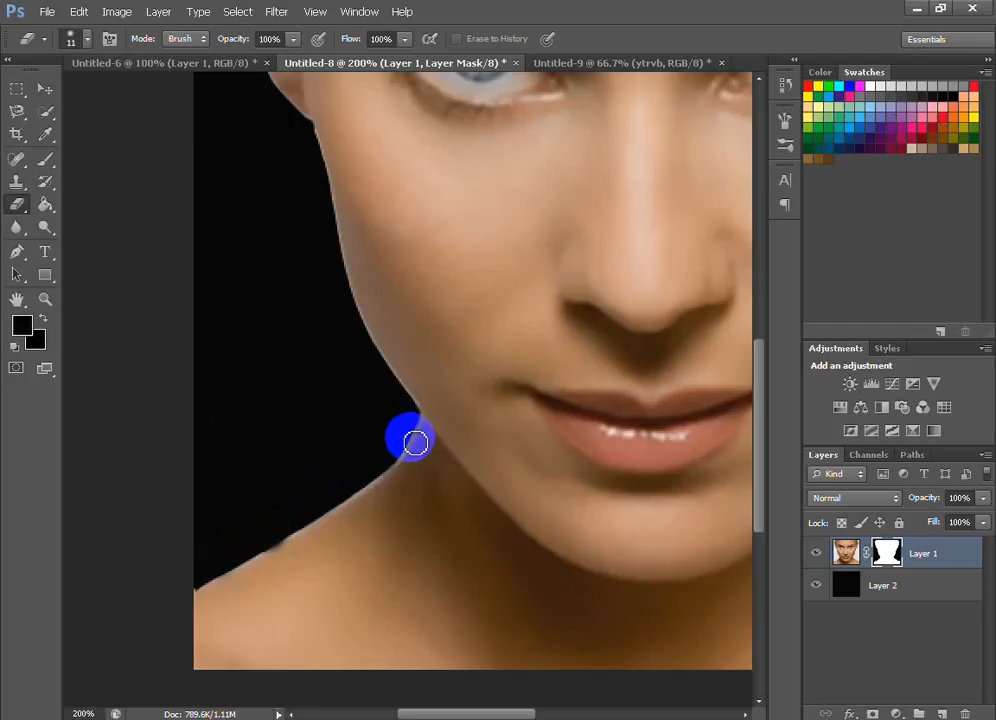 Ps File Edit Image Layer Type Select Filter View Window Help
11 Mode: Brush Opacity: 100% Flow: 100% Erase to History Essentials
Untitled-6 @ 100% (Layer 1, RGB/8) * × Untitled-8 @ 200% (Layer 1, Layer Mask/8) * × Untitled-9 @ 66.7% (ytrvb, RGB/8) * ×
Color Swatches
Adjustments Styles
Add an adjustment
Layers Channels Paths
Kind
Normal Opacity: 100%
Lock: Fill: 100%
Layer 1
Layer 2
200% Doc: 789.6K/1.11M